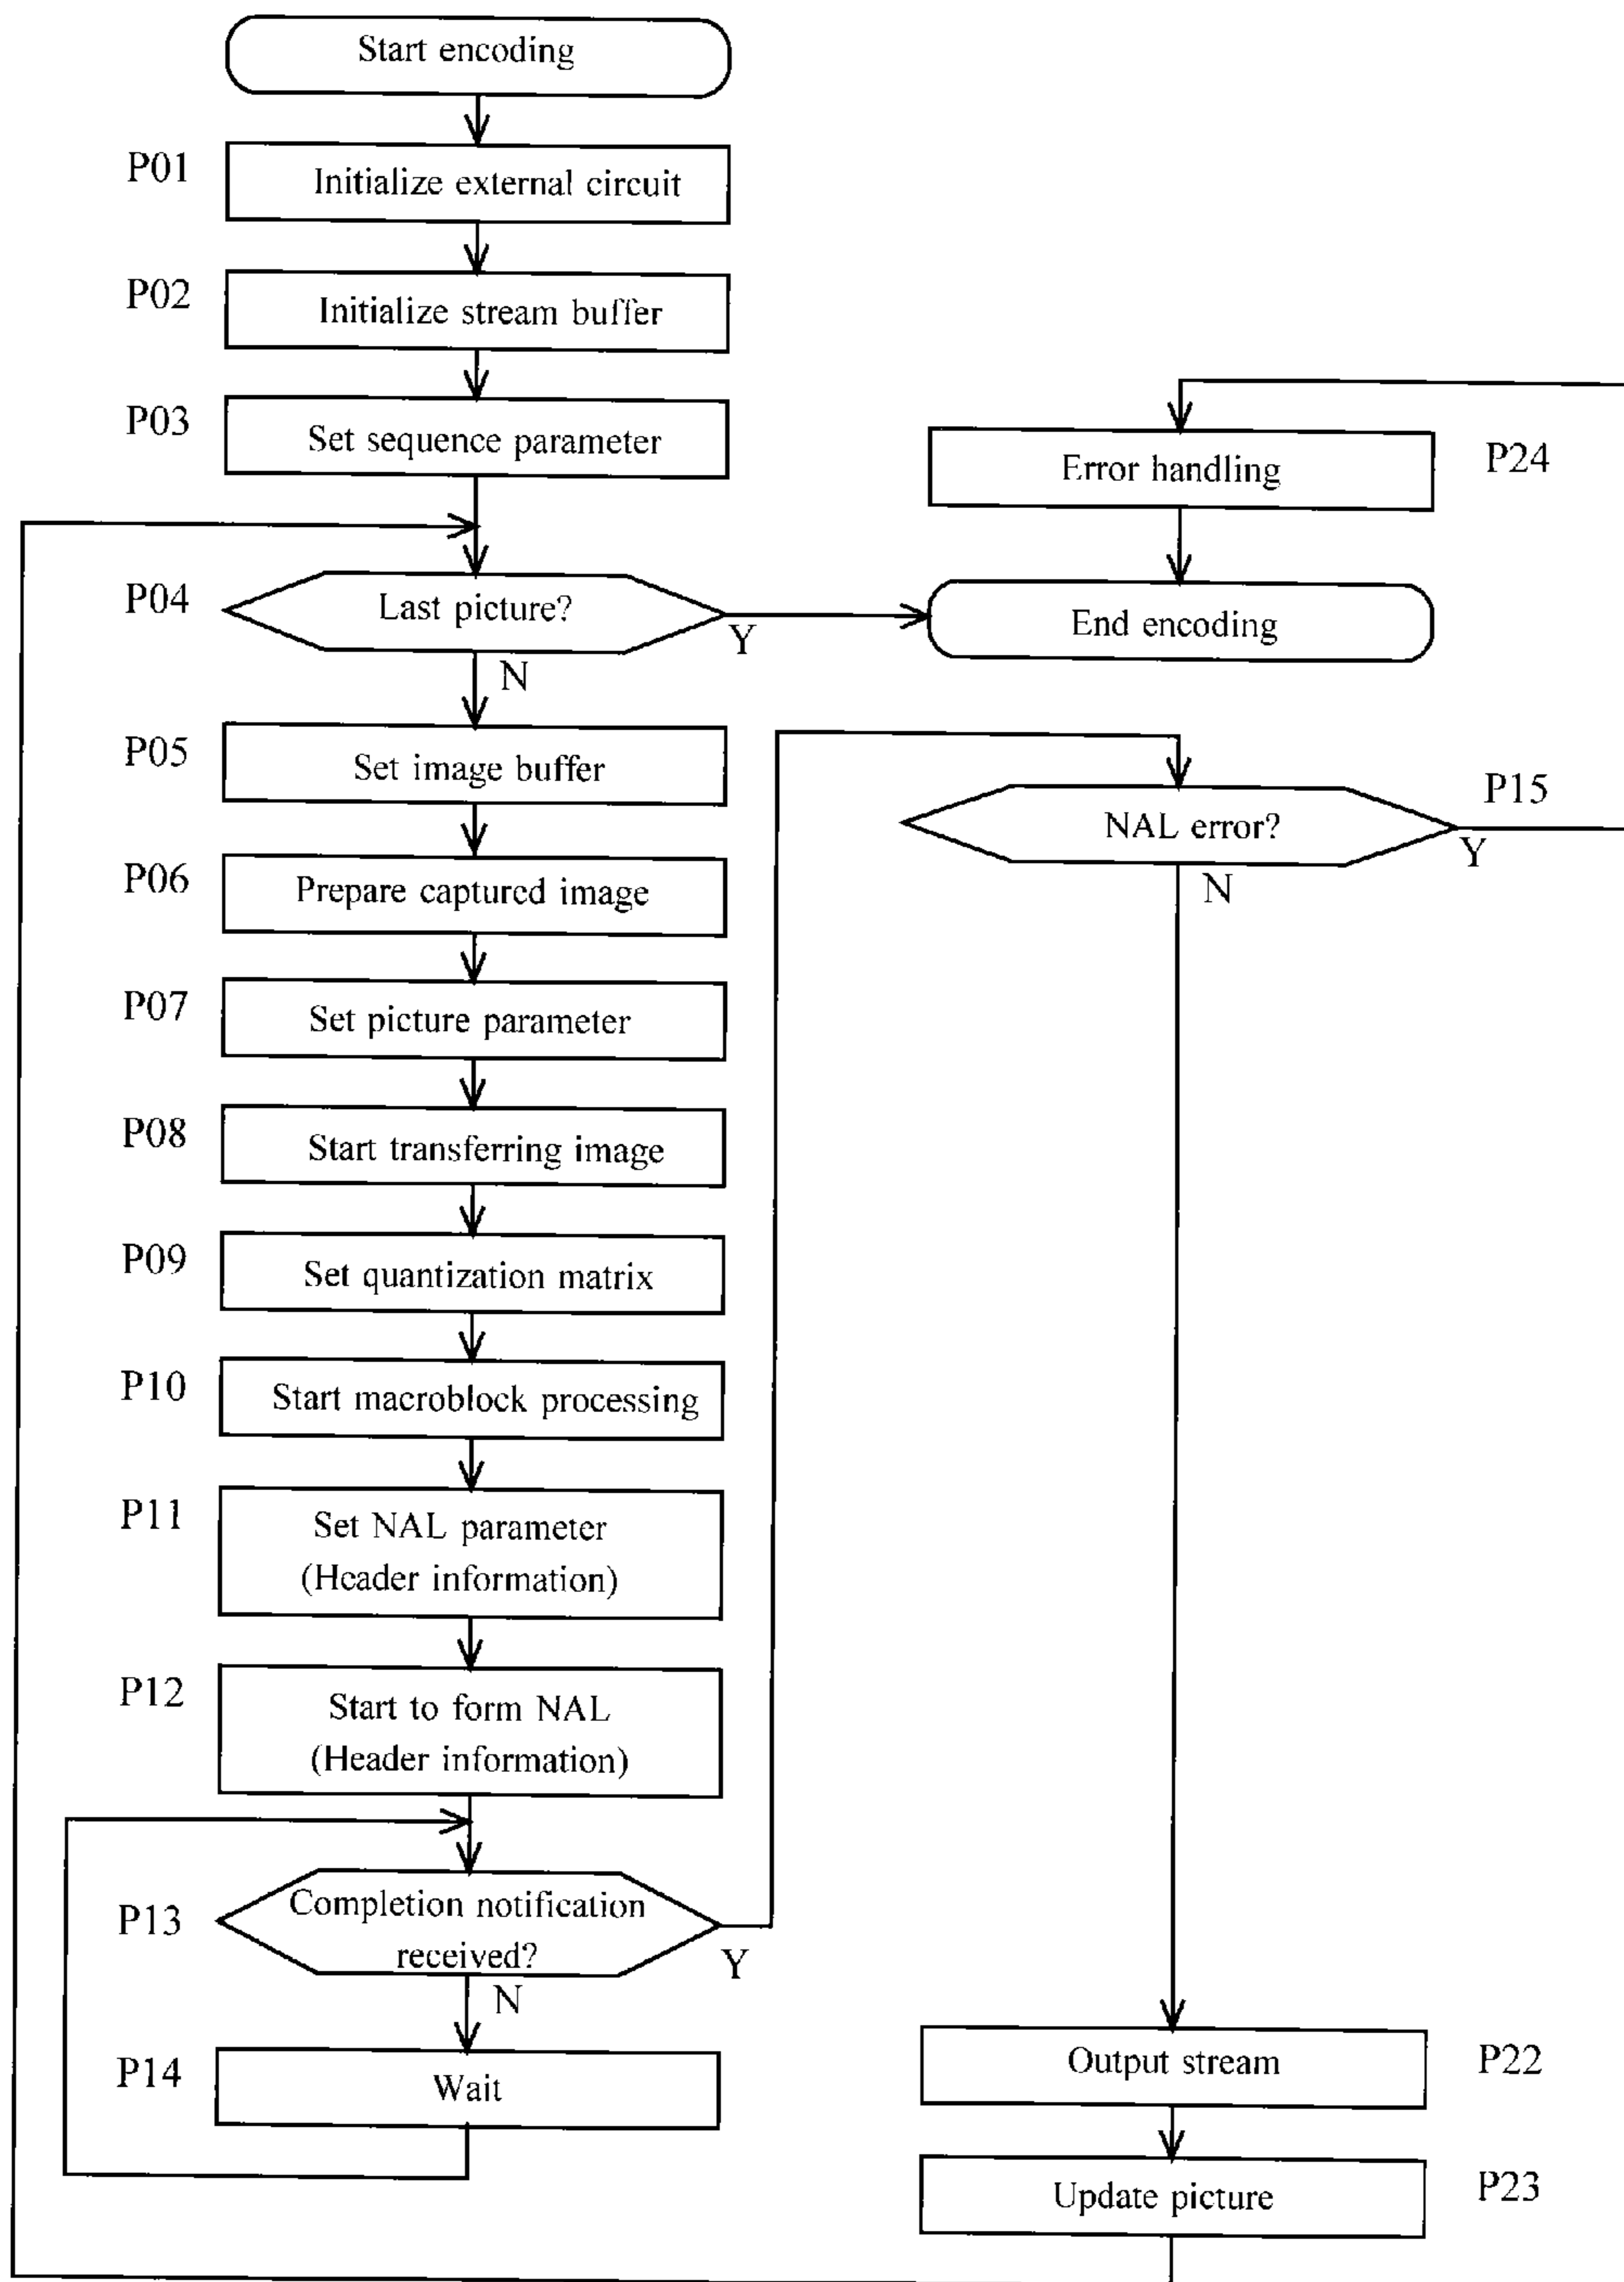 Start encoding
P01
Initialize external circuit
P02
Initialize stream buffer
P03
Set sequence parameter
P04
Last picture?
Y
N
P05
Set image buffer
P06
Prepare captured image
P07
Set picture parameter
P08
Start transferring image
P09
Set quantization matrix
P10
Start macroblock processing
P11
Set NAL parameter
(Header information)
P12
Start to form NAL
(Header information)
P13
Completion notification
received?
Y
N
P14
Wait
Error handling
P24
End encoding
NAL error?
P15
Y
N
Output stream
P22
Update picture
P23